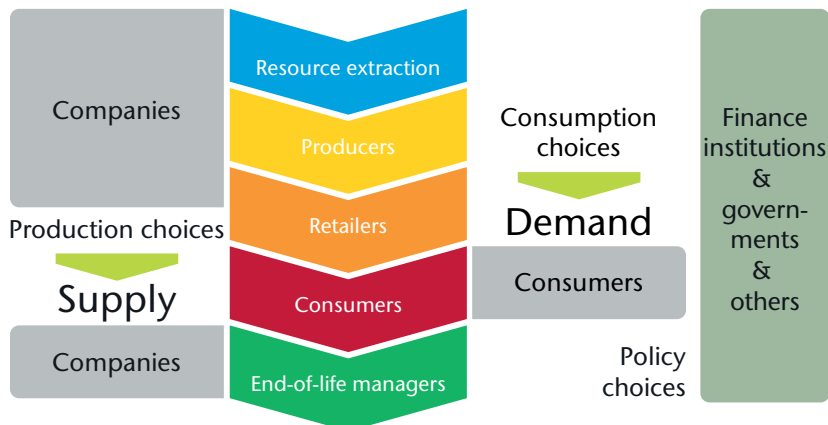 Companies
Production choices
Supply
Companies
Resource extraction
Producers
Retailers
Consumers
End-of-life managers
Consumption
choices
Demand
Consumers
Policy
choices
Finance
institutions
&
govern-
ments
&
others